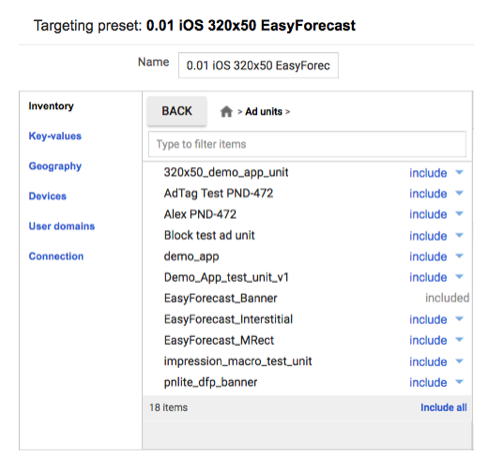 Targeting preset: 0.01 iOS 320x50 EasyForecast
Name 0.01 iOS 320x50 EasyForec
Inventory
Key-values
Geography
Devices
User domains
Connection
BACK > Ad units >
Type to filter items
320x50_demo_app_unit include
AdTag Test PND-472 include
Alex PND-472 include
Block test ad unit include
demo_app include
Demo_App_test_unit_v1 include
EasyForecast_Banner included
EasyForecast_Interstitial include
EasyForecast_MRect include
impression_macro_test_unit include
pnlite_dfp_banner include
18 items Include all